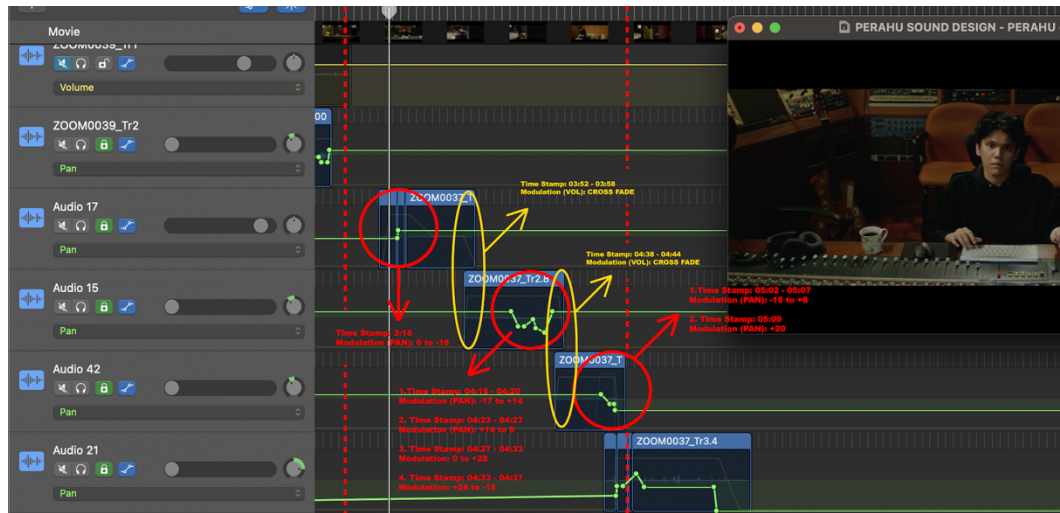 Movie
PERAHU SOUND DESIGN - PERAHU
ZOOM0039_Tr1
Volume
00
ZOOM0039_Tr2
Pan
Time Stamp: 03:52 - 03:58
Modulation (VOL): CROSS FADE
Audio 17
ZOOM0037_T
Pan
Time Stamp: 04:38 - 04:44
Modulation (VOL): CROSS FADE
Audio 15
ZOOM0037_Tr2.8
1.Time Stamp: 05:02 - 05:07
Modulation (PAN): -15 to +6
2. Time Stamp: 05:09
Modulation (PAN): +20
Pan
Time Stamp: 3:19
Modulation (PAN): 0 to -16
Audio 42
ZOOM0037_T
Pan
1.Time Stamp: 04:18 - 04:20
Modulation (PAN): -17 to +14
2. Time Stamp: 04:23 - 04:27
Modulation (PAN): +14 to 0
3. Time Stamp: 04:27 - 04:33
Modulation: 0 to +25
4. Time Stamp: 04:33 - 04:37
Modulation: +25 to -15
Audio 21
ZOOM0037_Tr3.4
Pan